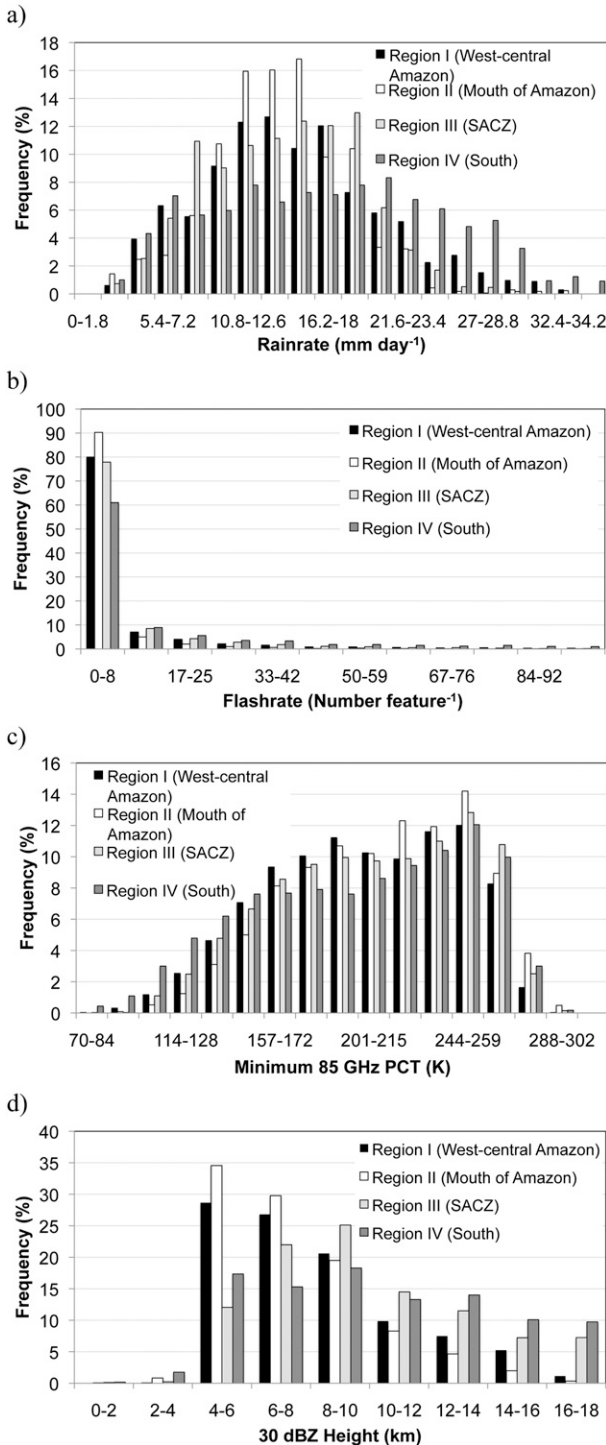 a)
18
16
14
12
10
8
6
4
2
0
Frequency (%)
Region I (West-central
Amazon)
Region II (Mouth of Amazon)
Region III (SACZ)
Region IV (South)
0-1.8 5.4-7.2 10.8-12.6 16.2-18 21.6-23.4 27-28.8 32.4-34.2
Rainrate (mm day-1)
b)
100
90
80
70
60
50
40
30
20
10
0
Frequency (%)
Region I (West-central Amazon)
Region II (Mouth of Amazon)
Region III (SACZ)
Region IV (South)
0-8 17-25 33-42 50-59 67-76 84-92
Flashrate (Number feature-1)
c)
16
14
12
10
8
6
4
2
0
Frequency (%)
Region I (West-central
Amazon)
Region II (Mouth of
Amazon)
Region III (SACZ)
Region IV (South)
70-84 114-128 157-172 201-215 244-259 288-302
Minimum 85 GHz PCT (K)
d)
40
35
30
25
20
15
10
5
0
Frequency (%)
Region I (West-central Amazon)
Region II (Mouth of Amazon)
Region III (SACZ)
Region IV (South)
0-2 2-4 4-6 6-8 8-10 10-12 12-14 14-16 16-18
30 dBZ Height (km)